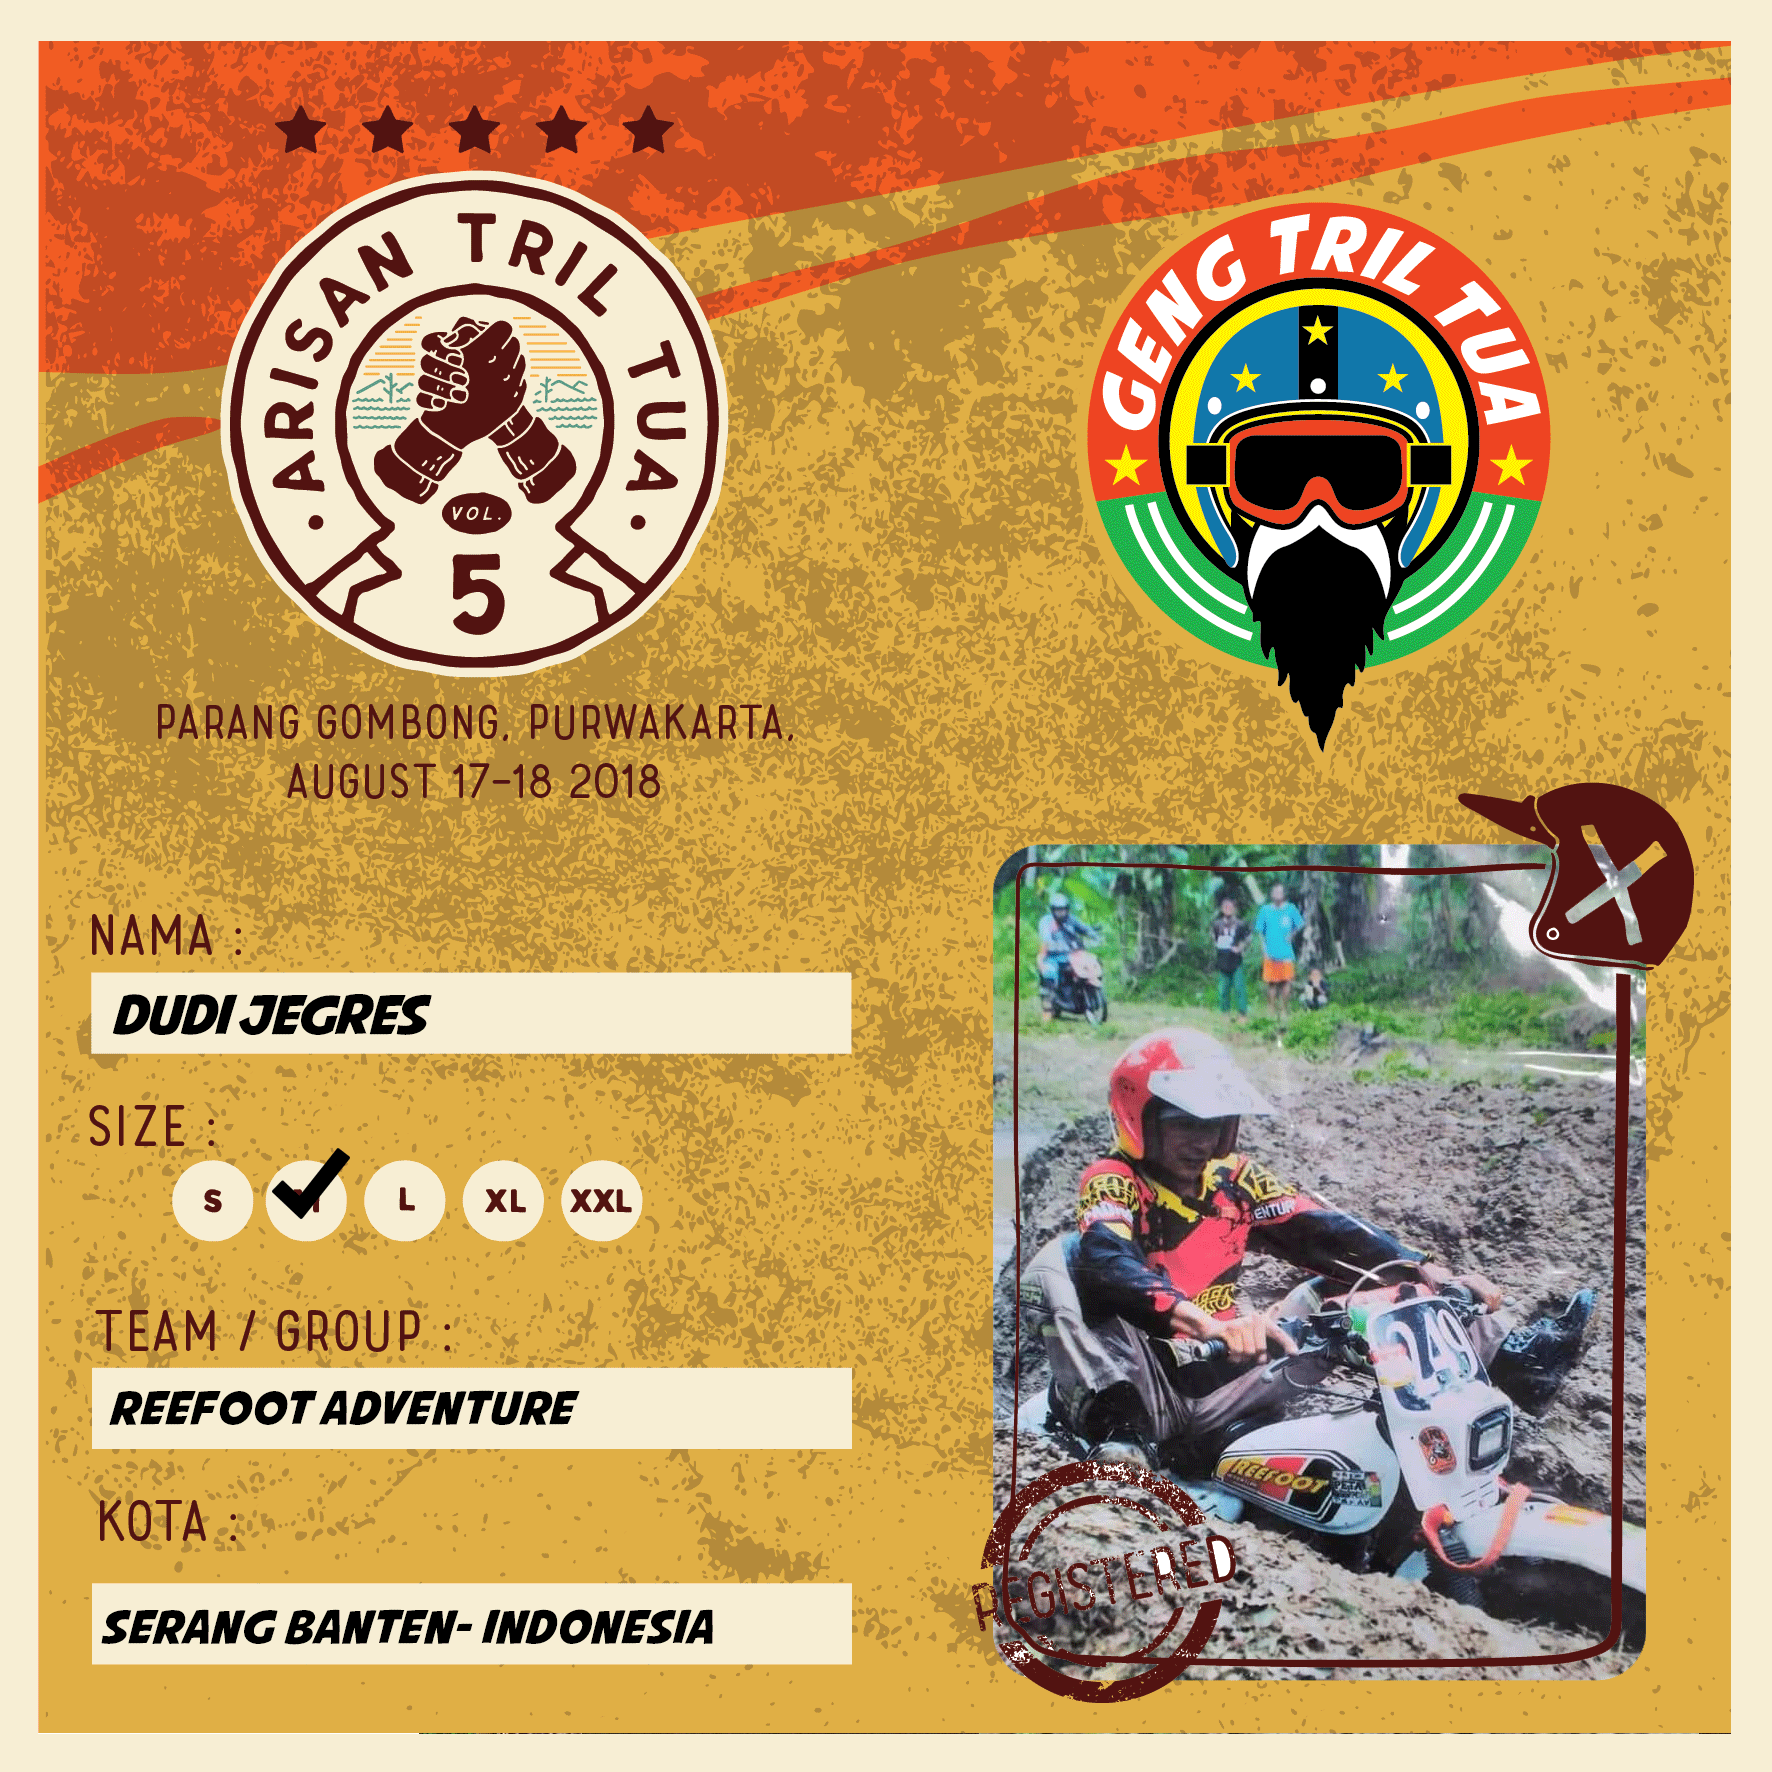 ARISAN TRIL TUA
VOL.
5
GENG TRIL TUA
PARANG GOMBONG, PURWAKARTA,
AUGUST 17-18 2018
NAMA :
DUDI JEGRES
SIZE :
S
L
XL
XXL
TEAM / GROUP :
REEFOOT ADVENTURE
KOTA :
SERANG BANTEN- INDONESIA
249
REEFOOT
REGISTERED